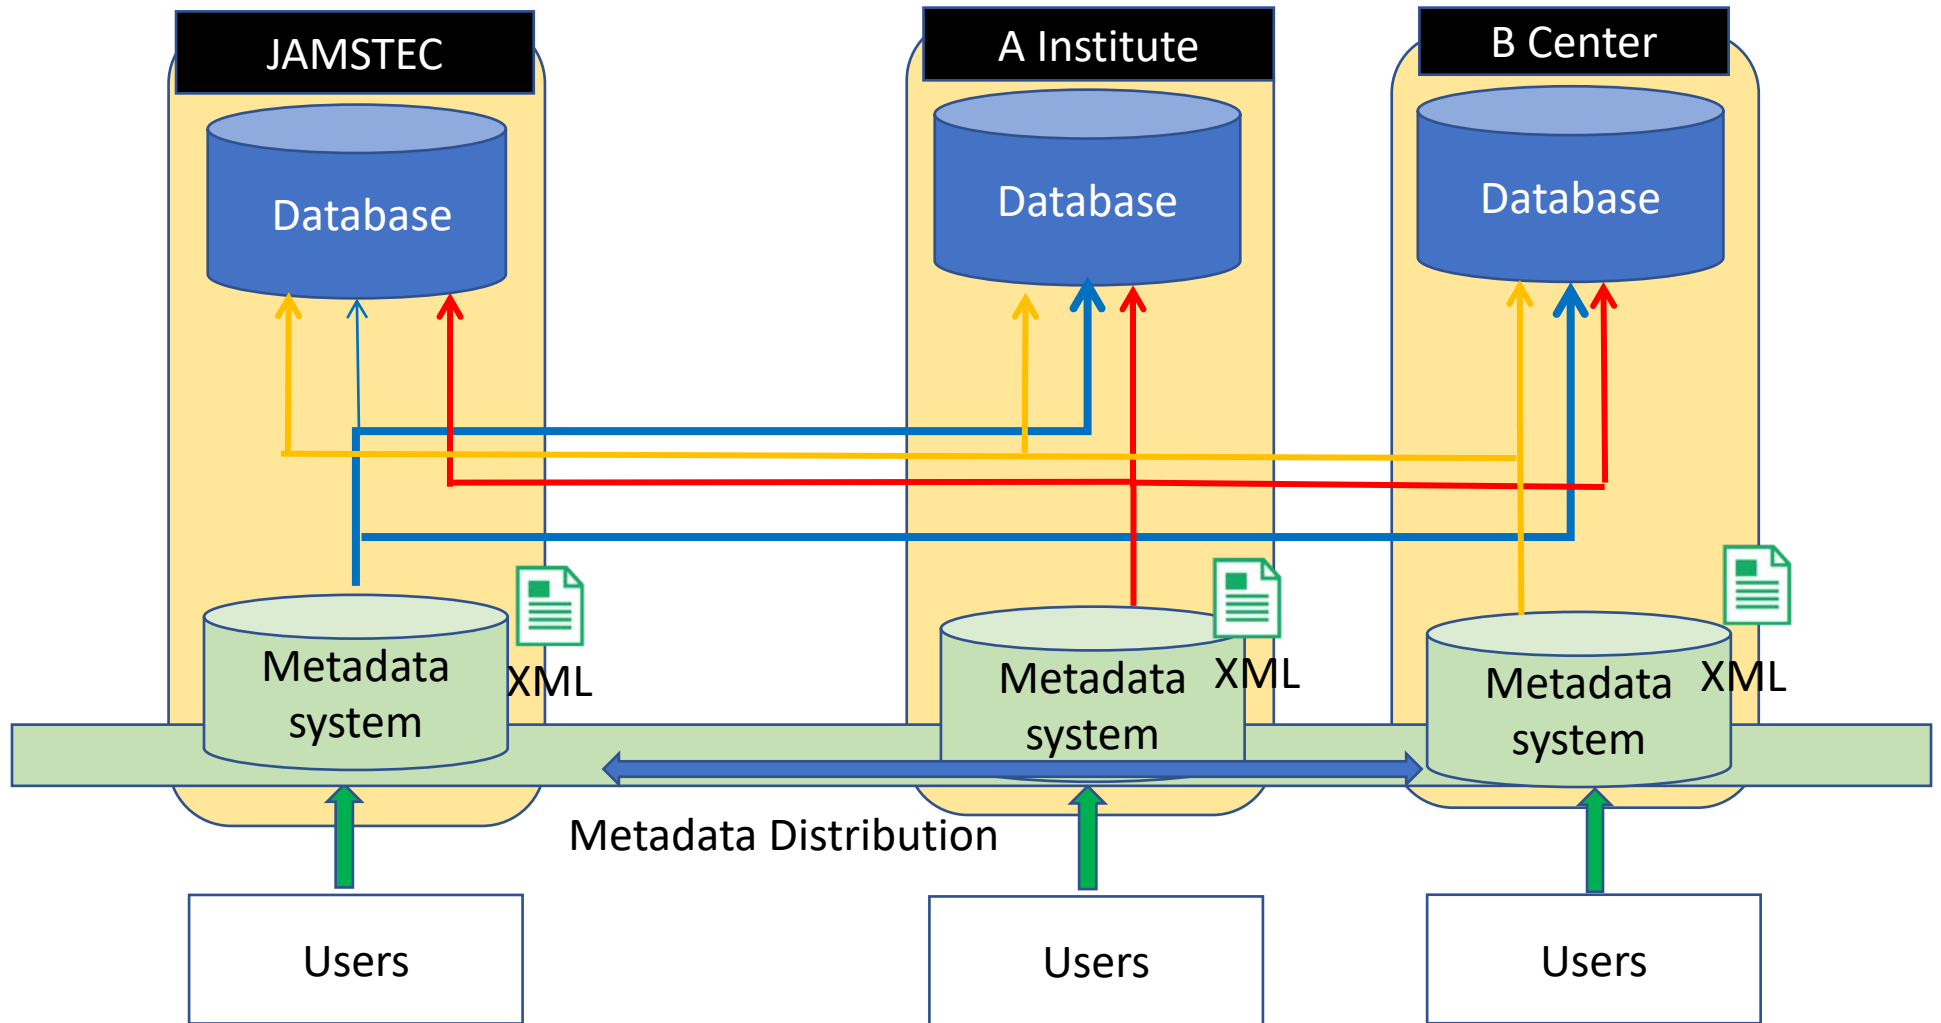 JAMSTEC
A Institute
B Center
Database
Database
Database
Metadata
system
XML
Metadata
system
XML
Metadata
system
XML
Metadata Distribution
Users
Users
Users